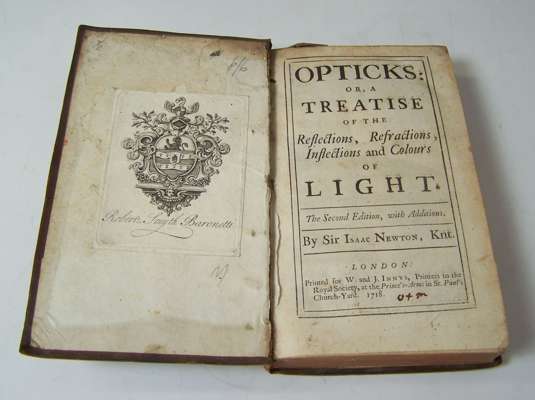 Robert Smyth Baronett
OPTICKS:
OR, A
TREATISE
OF THE
Reflections, Refractions,
Inflections and Colours
OF
LIGHT.
The Second Edition, with Additions.
By Sir ISAAC NEWTON, Knt.
LONDON:
Printed for W. and J. INNYS, Printers to the
Royal Society, at the Prince's-Arms in St. Paul's
Church-Yard. 1718.